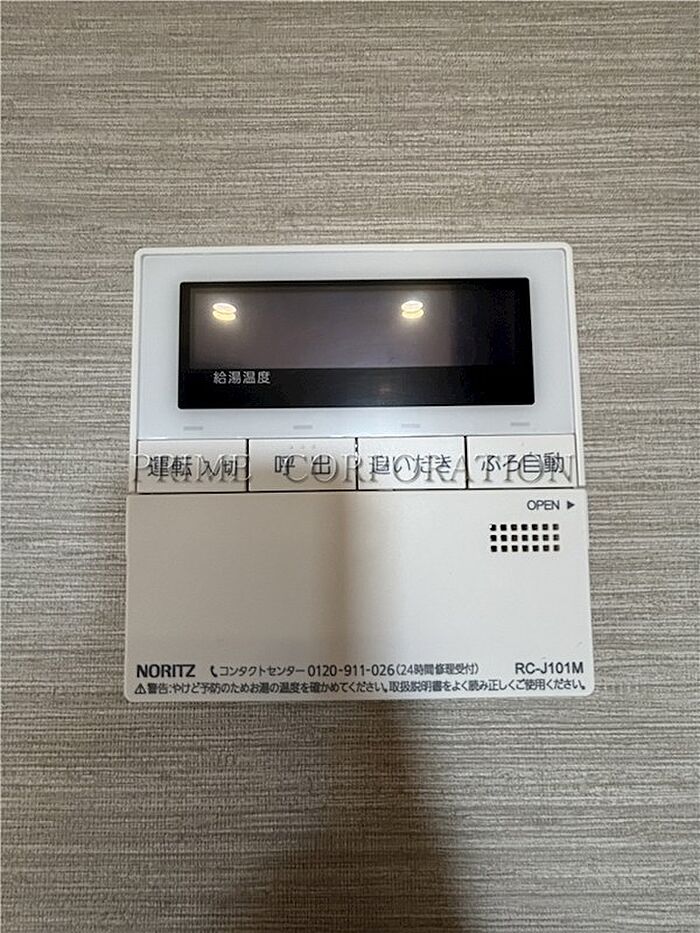 給湯温度
運転 入/切 呼出 追いだき ふろ自動
PRIME CORPORATION
OPEN ▶
NORITZ コンタクトセンター 0120-911-026(24時間修理受付) RC-J101M
⚠警告:やけど予防のためお湯の温度を確かめてください。取扱説明書をよく読み正しくご使用ください。